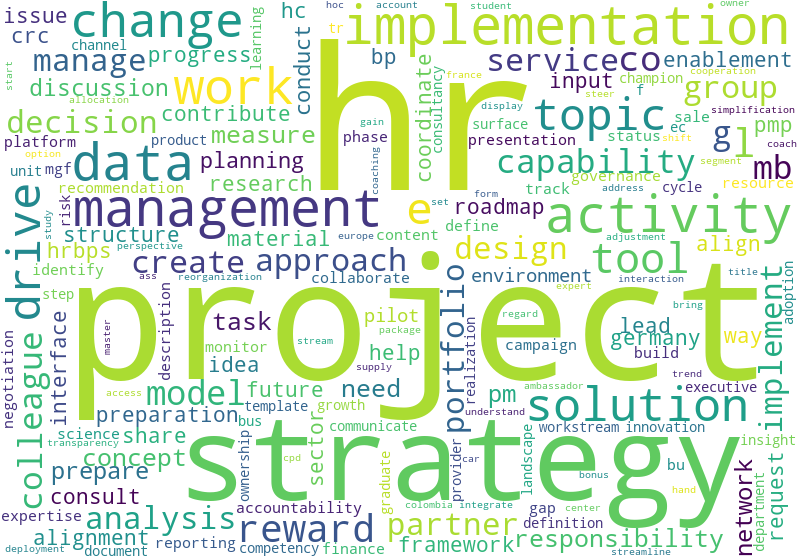 issue
change
hc
tr
hoc
account
student
owner
crc
channel
learning
implementation
start
manage
progress
conduct
bp
france
cooperation
allocation
work
hr
serviceco
enablement
discussion
contribute
coordinate
consultancy
steer
input
champion
group
decision
measure
phase
gain
display
topic
f
sale
simplification
platform
product
surface
presentation
status
ec
g
l
pmp
unit
mgf
option
data
planning
coaching
capability
governance
shift
coach
mb
recommendation
research
track
cycle
segment
resource
risk
study
management
e
set
form
roadmap
address
activity
drive
structure
material
content
define
perspective
europe
design
adjustment
align
hrbps
identify
create
approach
environment
tool
title
interaction
ass
reorganization
collaborate
expert
bring
adoption
step
project
colleague
interface
negotiation
description
master
task
pilot
package
portfolio
realization
regard
lead
way
implement
monitor
stream
help
campaign
germany
build
idea
supply
trend
executive
model
future
need
pm
ambassador
solution
access
preparation
template
growth
understand
science
share
bus
communicate
workstream
innovation
transparency
strategy
concept
sector
provider
landscape
insight
prepare
ownership
cpd
graduate
car
bonus
bu
hand
department
request
network
consult
accountability
colombia
integrate
gap
center
expertise
analysis
reward
partner
definition
responsibility
alignment
reporting
competency
finance
framework
deployment
document
streamline